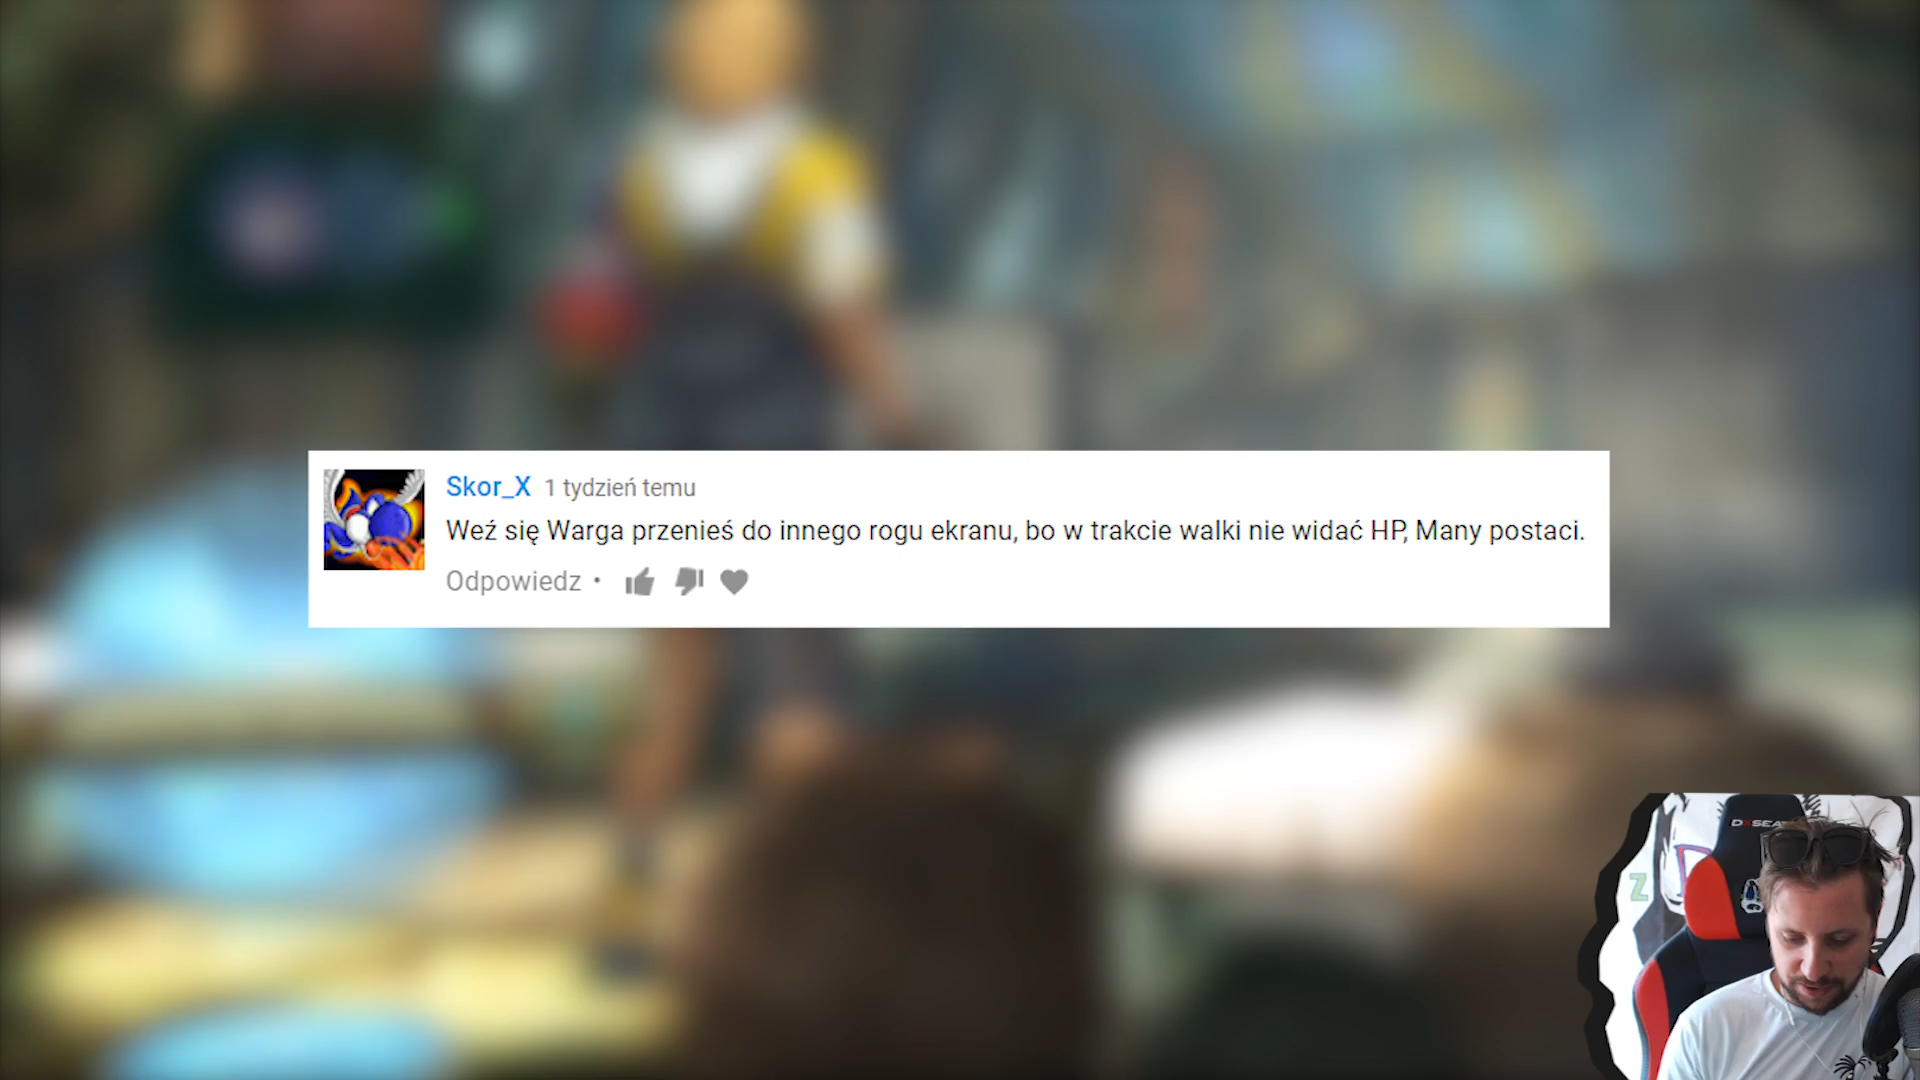 Skor_X 1 tydzień temu
Weź się Warga przenieś do innego rogu ekranu, bo w trakcie walki nie widać HP, Many postaci.
Odpowiedz •
DXSEAT
Z